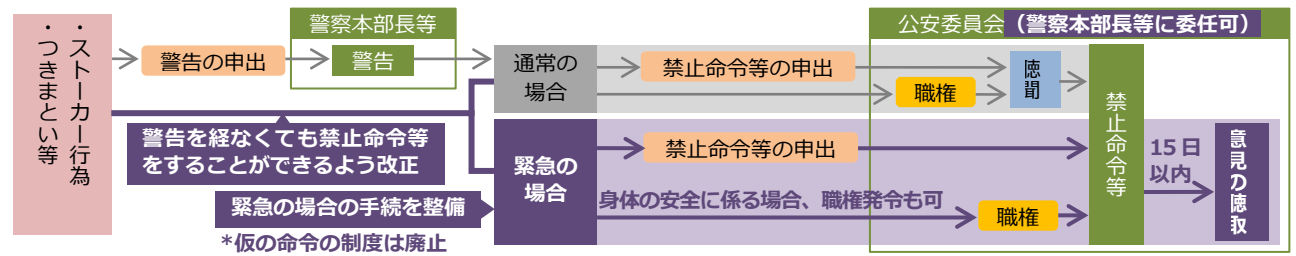 ・ストーカー行為
・つきまとい等
警告の申出
警察本部長等
警告
警告を経なくても禁止命令等
をすることができるよう改正
緊急の場合の手続を整備
*仮の命令の制度は廃止
通常の
場合
禁止命令等の申出
職権
徳聞
緊急の
場合
禁止命令等の申出
身体の安全に係る場合、職権発令も可
職権
公安委員会（警察本部長等に委任可）
禁止命令等
15日
以内
意見の徳取